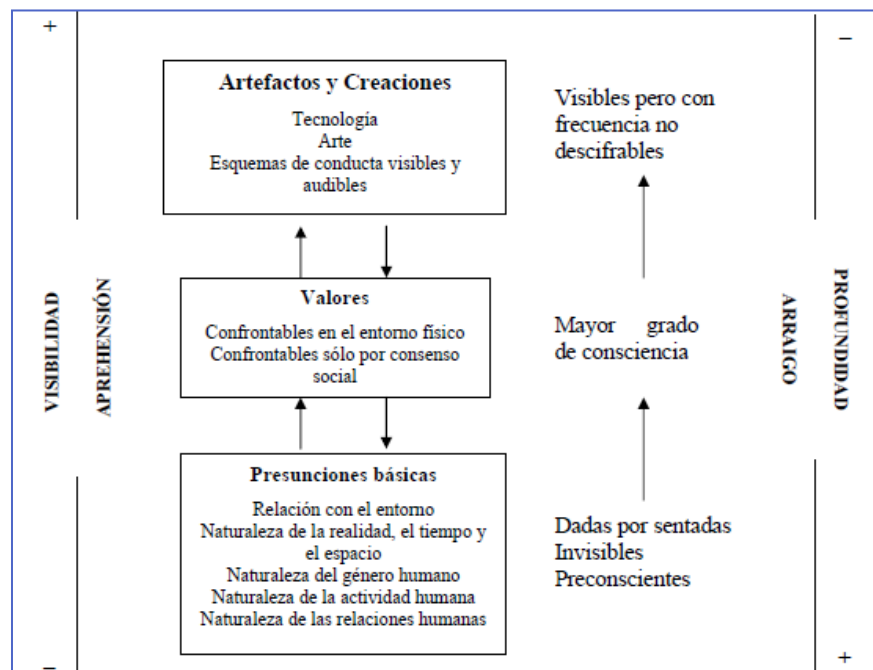 +
−
Artefactos y Creaciones
Tecnología
Arte
Esquemas de conducta visibles y
audibles
Visibles pero con
frecuencia no
descifrables
VISIBILIDAD
APREHENSIÓN
Valores
Confrontables en el entorno físico
Confrontables sólo por consenso
social
Mayor grado
de consciencia
ARRAIGO
PROFUNDIDAD
Presunciones básicas
Relación con el entorno
Naturaleza de la realidad, el tiempo y
el espacio
Naturaleza del género humano
Naturaleza de la actividad humana
Naturaleza de las relaciones humanas
Dadas por sentadas
Invisibles
Preconscientes
−
+